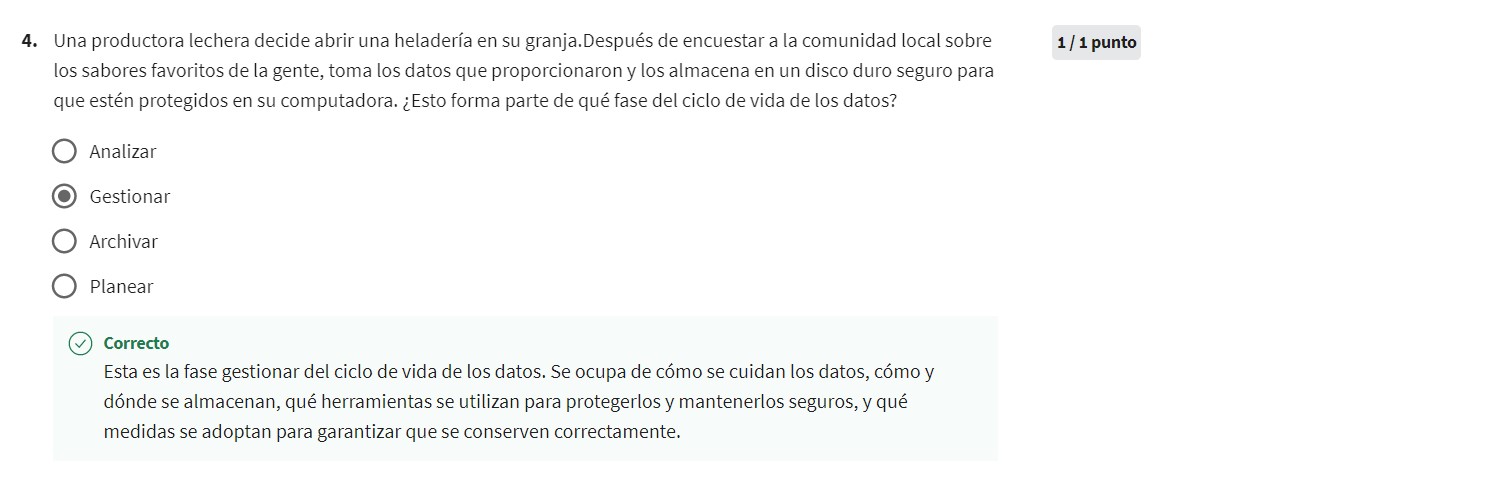 4. Una productora lechera decide abrir una heladería en su granja.Después de encuestar a la comunidad local sobre
los sabores favoritos de la gente, toma los datos que proporcionaron y los almacena en un disco duro seguro para
que estén protegidos en su computadora. ¿Esto forma parte de qué fase del ciclo de vida de los datos?
1 / 1 punto
Analizar
Gestionar
Archivar
Planear
Correcto
Esta es la fase gestionar del ciclo de vida de los datos. Se ocupa de cómo se cuidan los datos, cómo y
dónde se almacenan, qué herramientas se utilizan para protegerlos y mantenerlos seguros, y qué
medidas se adoptan para garantizar que se conserven correctamente.